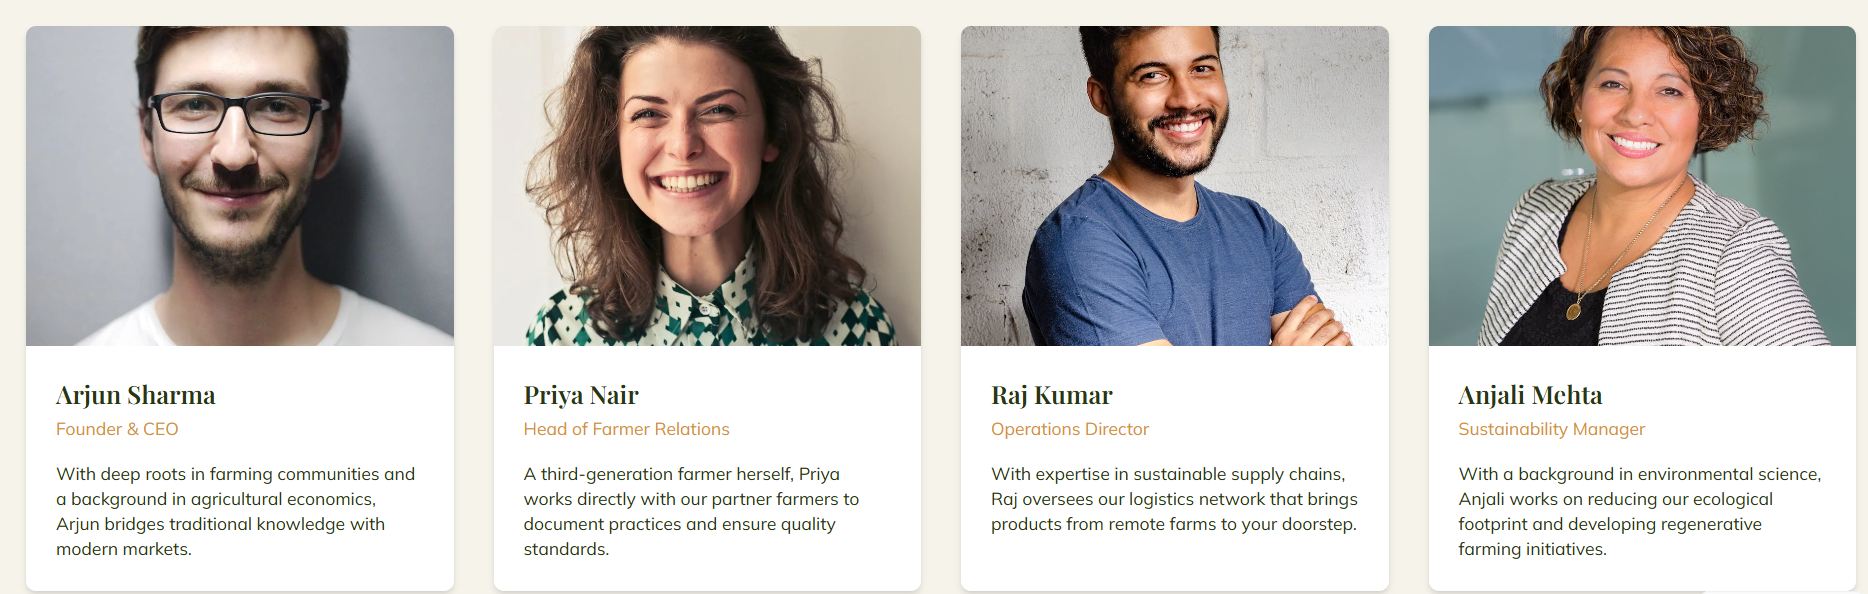 Arjun Sharma
Founder & CEO
With deep roots in farming communities and
a background in agricultural economics,
Arjun bridges traditional knowledge with
modern markets.
Priya Nair
Head of Farmer Relations
A third-generation farmer herself, Priya
works directly with our partner farmers to
document practices and ensure quality
standards.
Raj Kumar
Operations Director
With expertise in sustainable supply chains,
Raj oversees our logistics network that brings
products from remote farms to your doorstep.
Anjali Mehta
Sustainability Manager
With a background in environmental science,
Anjali works on reducing our ecological
footprint and developing regenerative
farming initiatives.